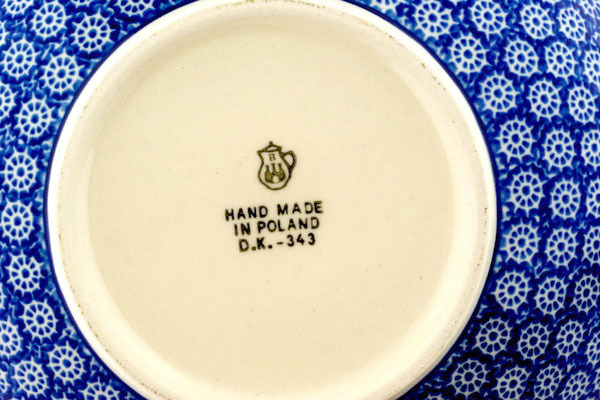 B
HAND MADE
IN POLAND
D.K.-343